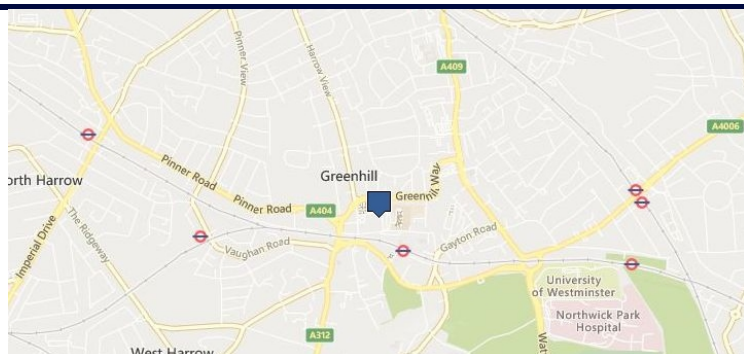 Pinner View
Harrow View
A409
A4006
Greenhill
Pinner Road
orth Harrow
Pinner Road
A404
Greenhill Way
Imperial Drive
The Ridgeway
Vaughan Road
Gayton Road
University
of Westminster
Northwick Park
Hospital
A312
West Harrow
Wat